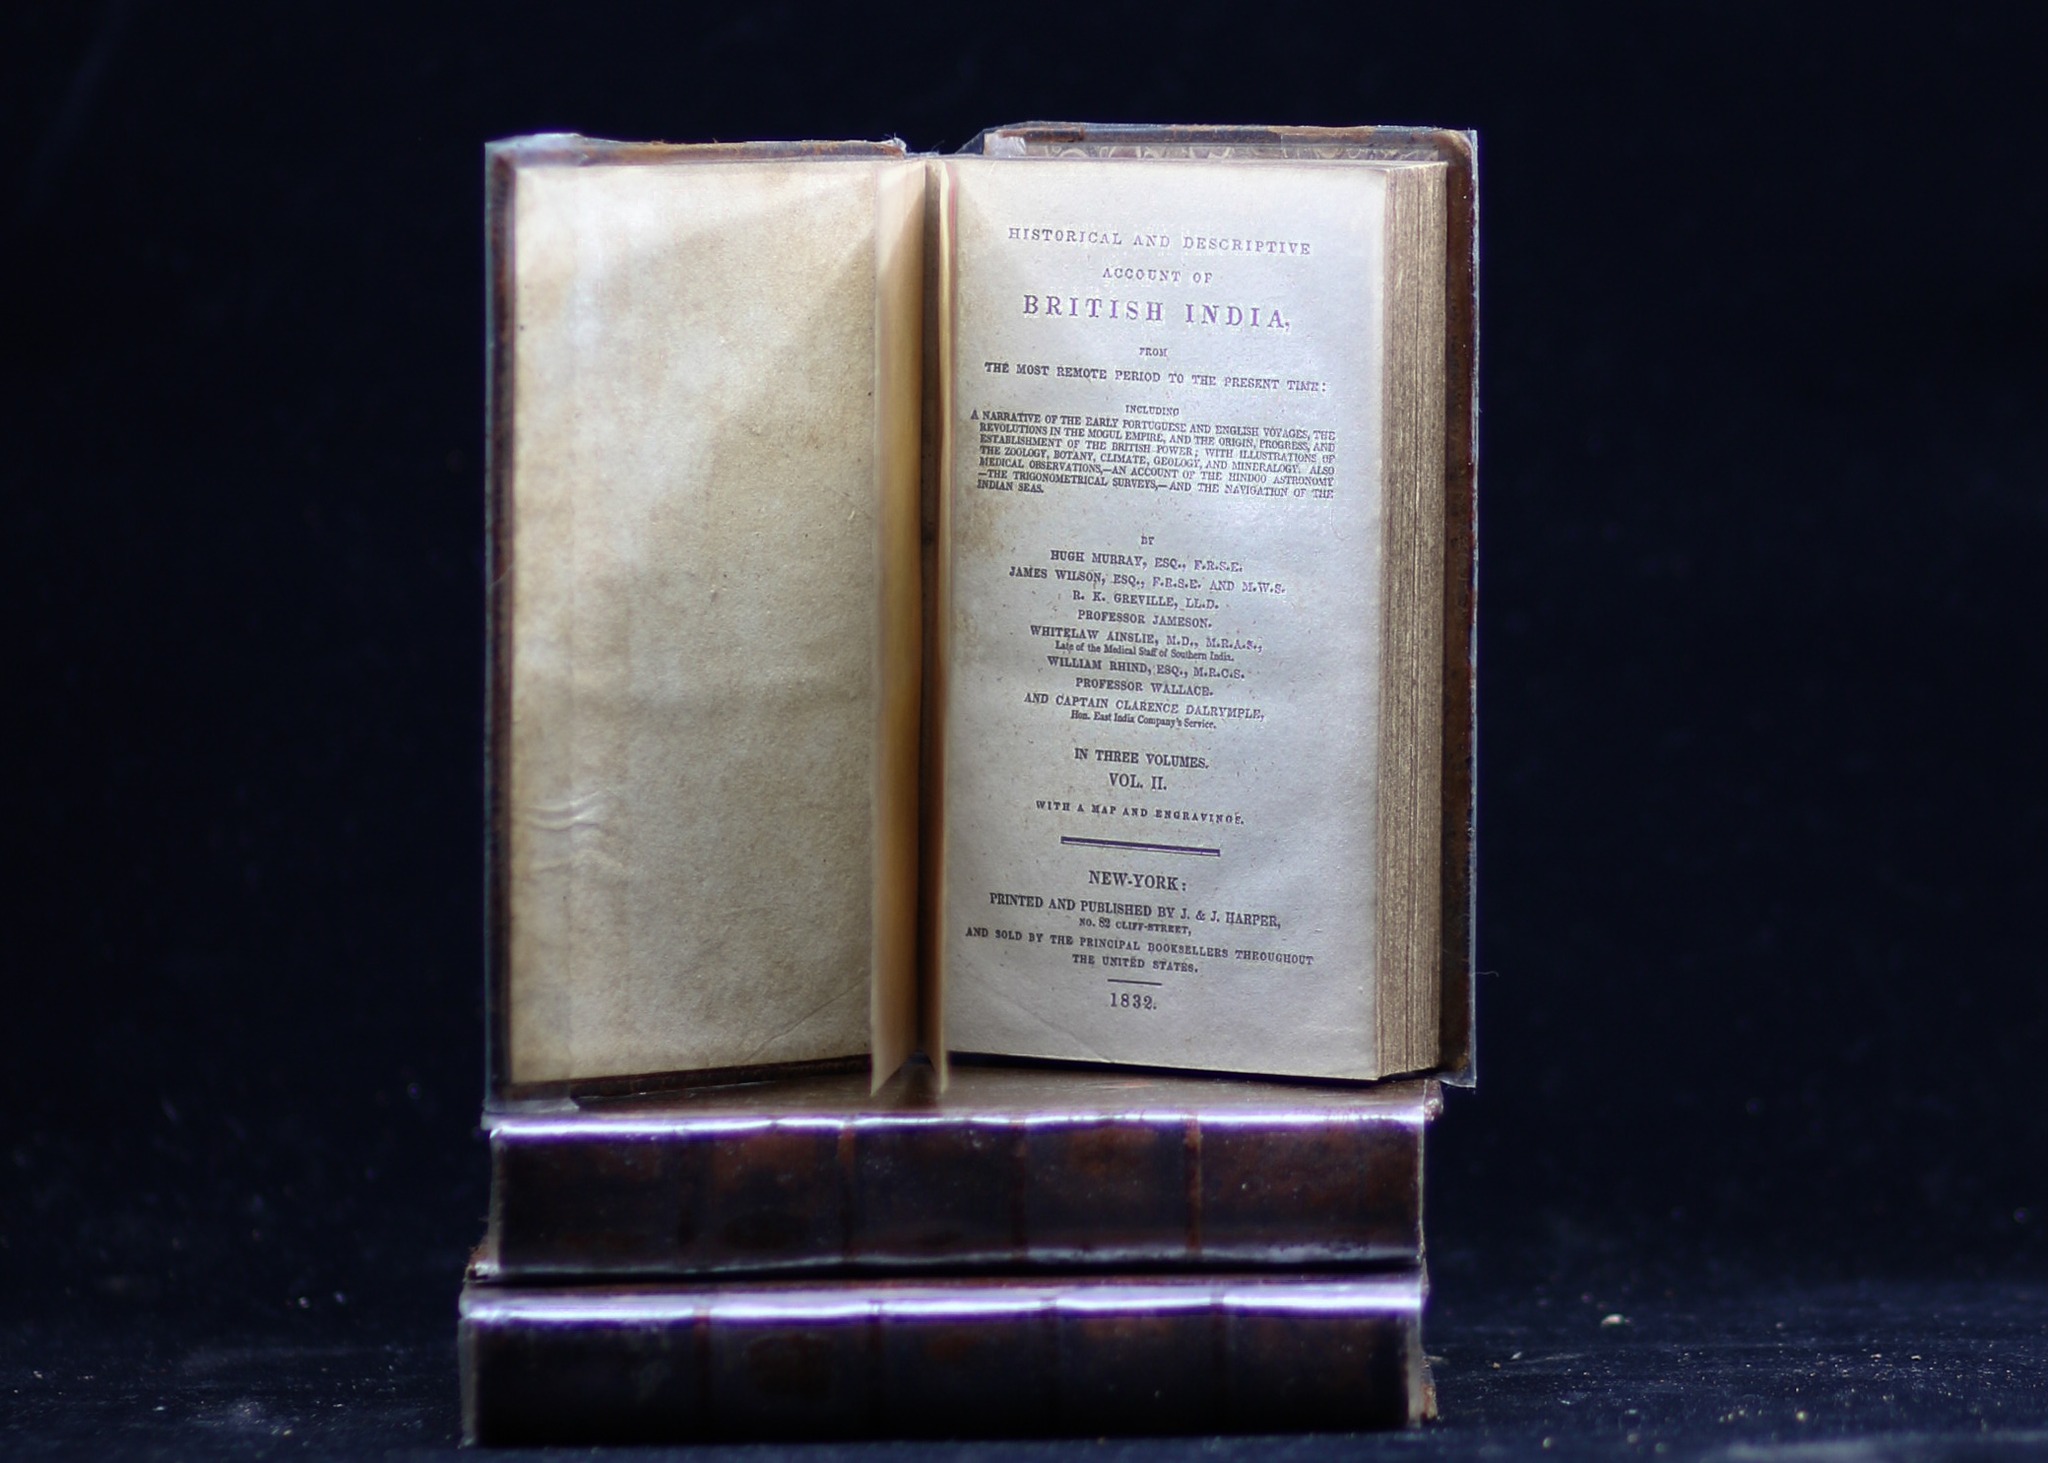 HISTORICAL AND DESCRIPTIVE
ACCOUNT OF
BRITISH INDIA,
FROM
THE MOST REMOTE PERIOD TO THE PRESENT TIME:
INCLUDING
A NARRATIVE OF THE EARLY PORTUGUESE AND ENGLISH VOYAGES, THE
REVOLUTIONS IN THE MOGUL EMPIRE, AND THE ORIGIN, PROGRESS, AND
ESTABLISHMENT OF THE BRITISH POWER; WITH ILLUSTRATIONS OF
THE ZOOLOGY, BOTANY, CLIMATE, GEOLOGY, AND MINERALOGY. ALSO
MEDICAL OBSERVATIONS,—AN ACCOUNT OF THE HINDOO ASTRONOMY
—THE TRIGONOMETRICAL SURVEYS,—AND THE NAVIGATION OF THE
INDIAN SEAS.
BY
HUGH MURRAY, ESQ., F.R.S.E.
JAMES WILSON, ESQ., F.R.S.E. AND M.W.S.
R. K. GREVILLE, LL.D.
PROFESSOR JAMESON.
WHITELAW AINSLIE, M.D., M.R.A.S.,
Late of the Medical Staff of Southern India.
WILLIAM RHIND, ESQ., M.R.C.S.
PROFESSOR WALLACE.
AND CAPTAIN CLARENCE DALRYMPLE,
Hon. East India Company's Service.
IN THREE VOLUMES.
VOL. II.
WITH A MAP AND ENGRAVINGS.
NEW-YORK:
PRINTED AND PUBLISHED BY J. & J. HARPER,
NO. 82 CLIFF-STREET,
AND SOLD BY THE PRINCIPAL BOOKSELLERS THROUGHOUT
THE UNITED STATES.
1832.